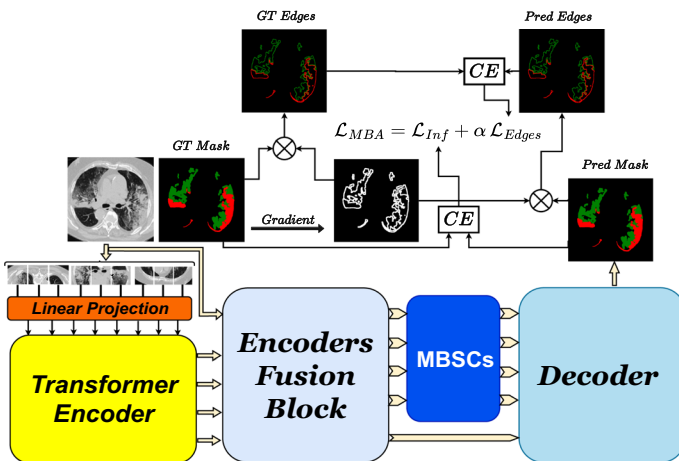 GT Edges
Pred Edges
CE
ℒ_MBA = ℒ_Inf + α ℒ_Edges
GT Mask
Pred Mask
Gradient
CE
Linear Projection
Transformer
Encoder
Encoders
Fusion
Block
MBSCs
Decoder